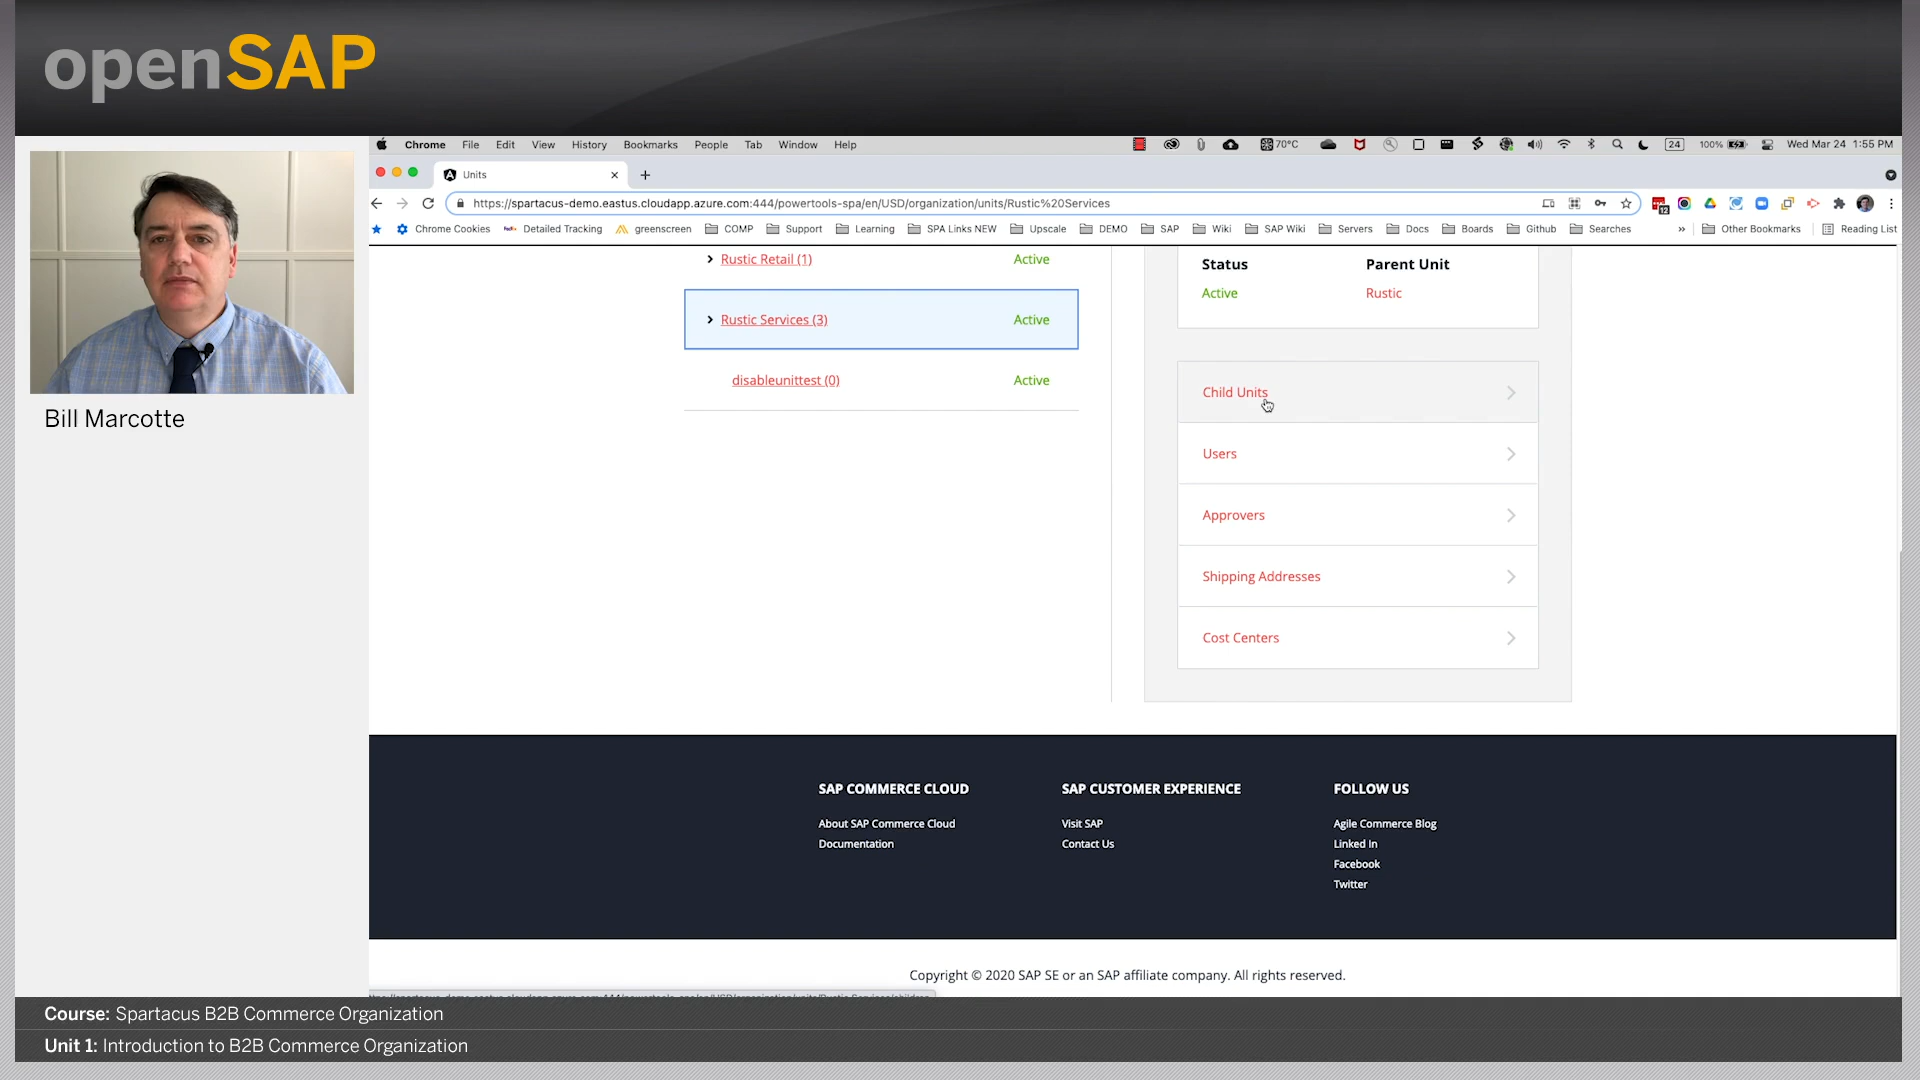 openSAP
Chrome File Edit View History Bookmarks People Tab Window Help 70°C 24 100% Wed Mar 24 1:55 PM
Units
https://spartacus-demo.eastus.cloudapp.azure.com:444/powertools-spa/en/USD/organization/units/Rustic%20Services 12
Chrome Cookies FedEx Detailed Tracking greenscreen COMP Support Learning SPA Links NEW Upscale DEMO SAP Wiki SAP Wiki Servers Docs Boards Github Searches » Other Bookmarks Reading List
Rustic Retail (1) Active
Rustic Services (3) Active
disableunittest (0) Active
Status Parent Unit
Active Rustic
Child Units
Users
Approvers
Shipping Addresses
Cost Centers
Bill Marcotte
SAP COMMERCE CLOUD SAP CUSTOMER EXPERIENCE FOLLOW US
About SAP Commerce Cloud Visit SAP Agile Commerce Blog
Documentation Contact Us Linked In
Facebook
Twitter
Copyright © 2020 SAP SE or an SAP affiliate company. All rights reserved.
Course: Spartacus B2B Commerce Organization
Unit 1: Introduction to B2B Commerce Organization